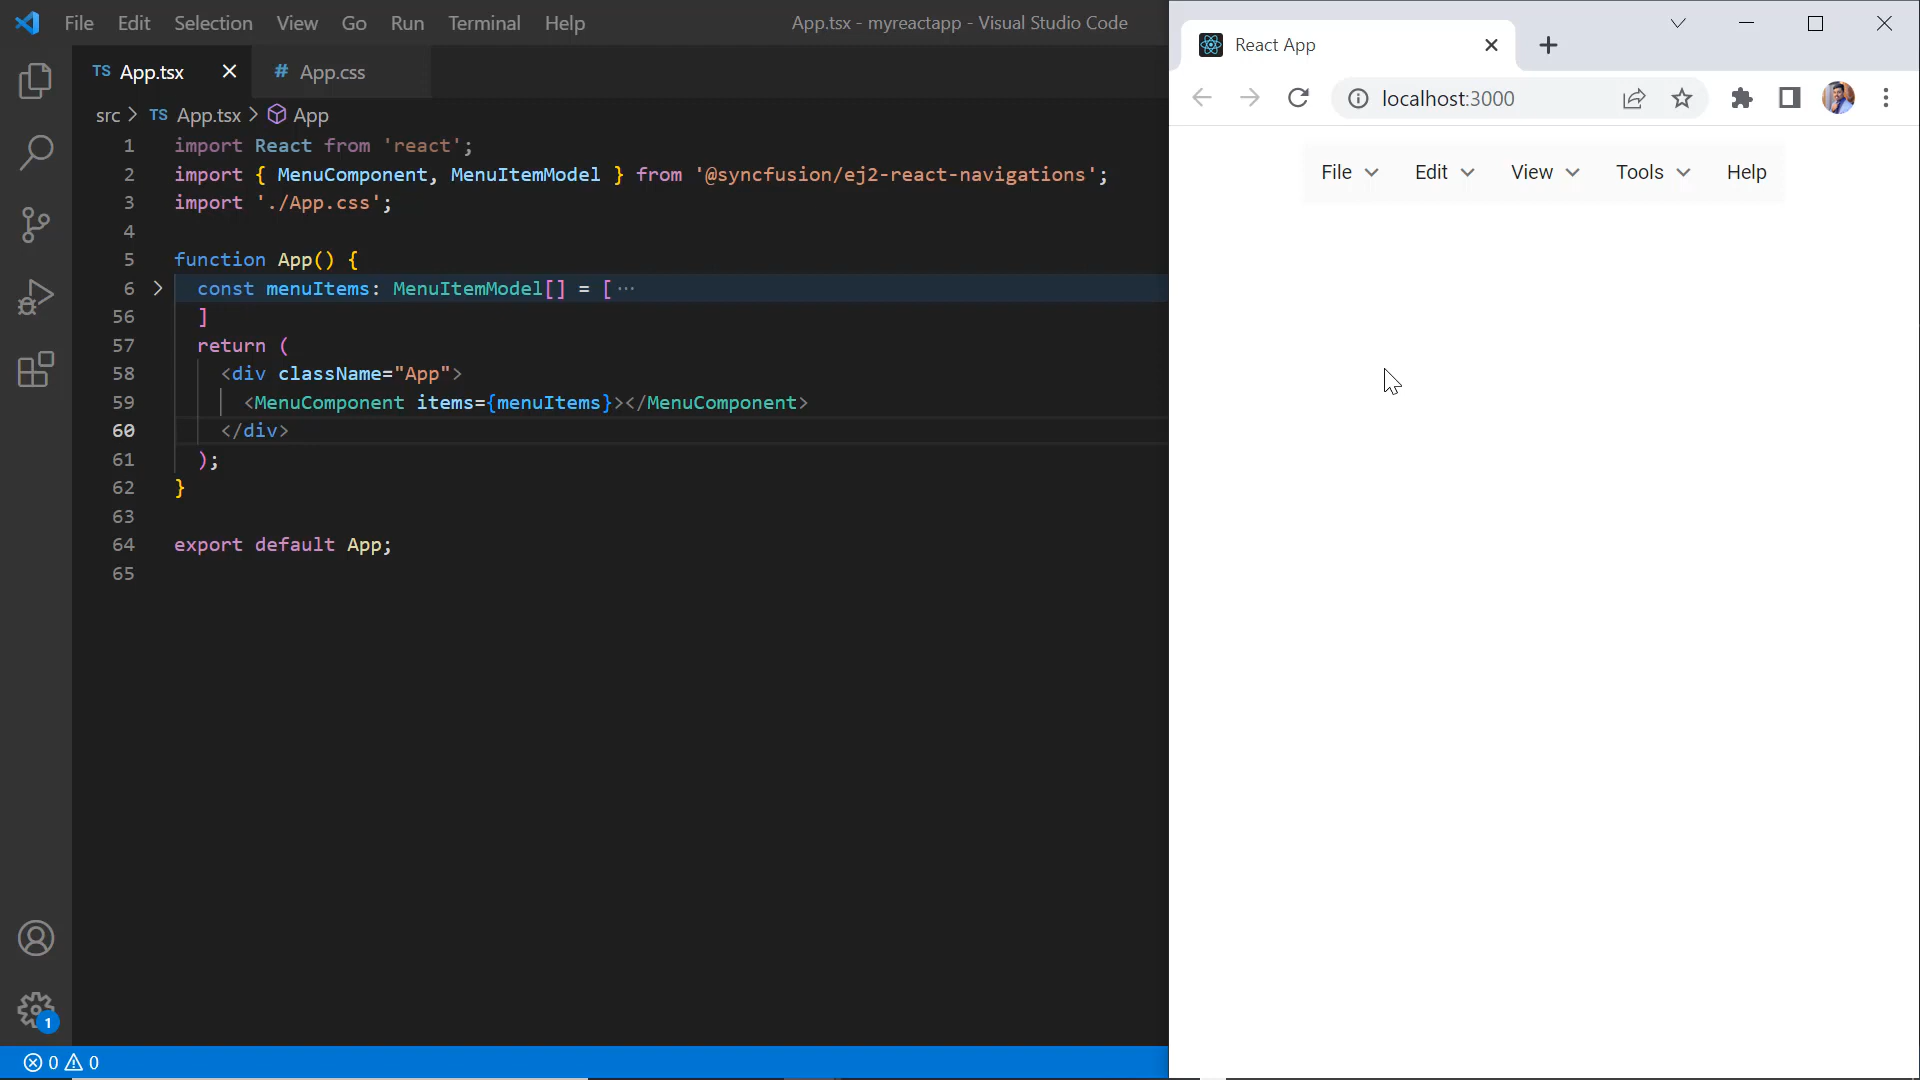 File Edit Selection View Go Run Terminal Help App.tsx - myreactapp - Visual Studio Code
TS App.tsx # App.css
src > TS App.tsx > App
1 import React from 'react';
2 import { MenuComponent, MenuItemModel } from '@syncfusion/ej2-react-navigations';
3 import './App.css';
4
5 function App() {
6 const menuItems: MenuItemModel[] = [ ···
56 ]
57 return (
58 <div className="App">
59 <MenuComponent items={menuItems}></MenuComponent>
60 </div>
61 );
62 }
63
64 export default App;
65
1
0 0
React App
localhost:3000
File Edit View Tools Help